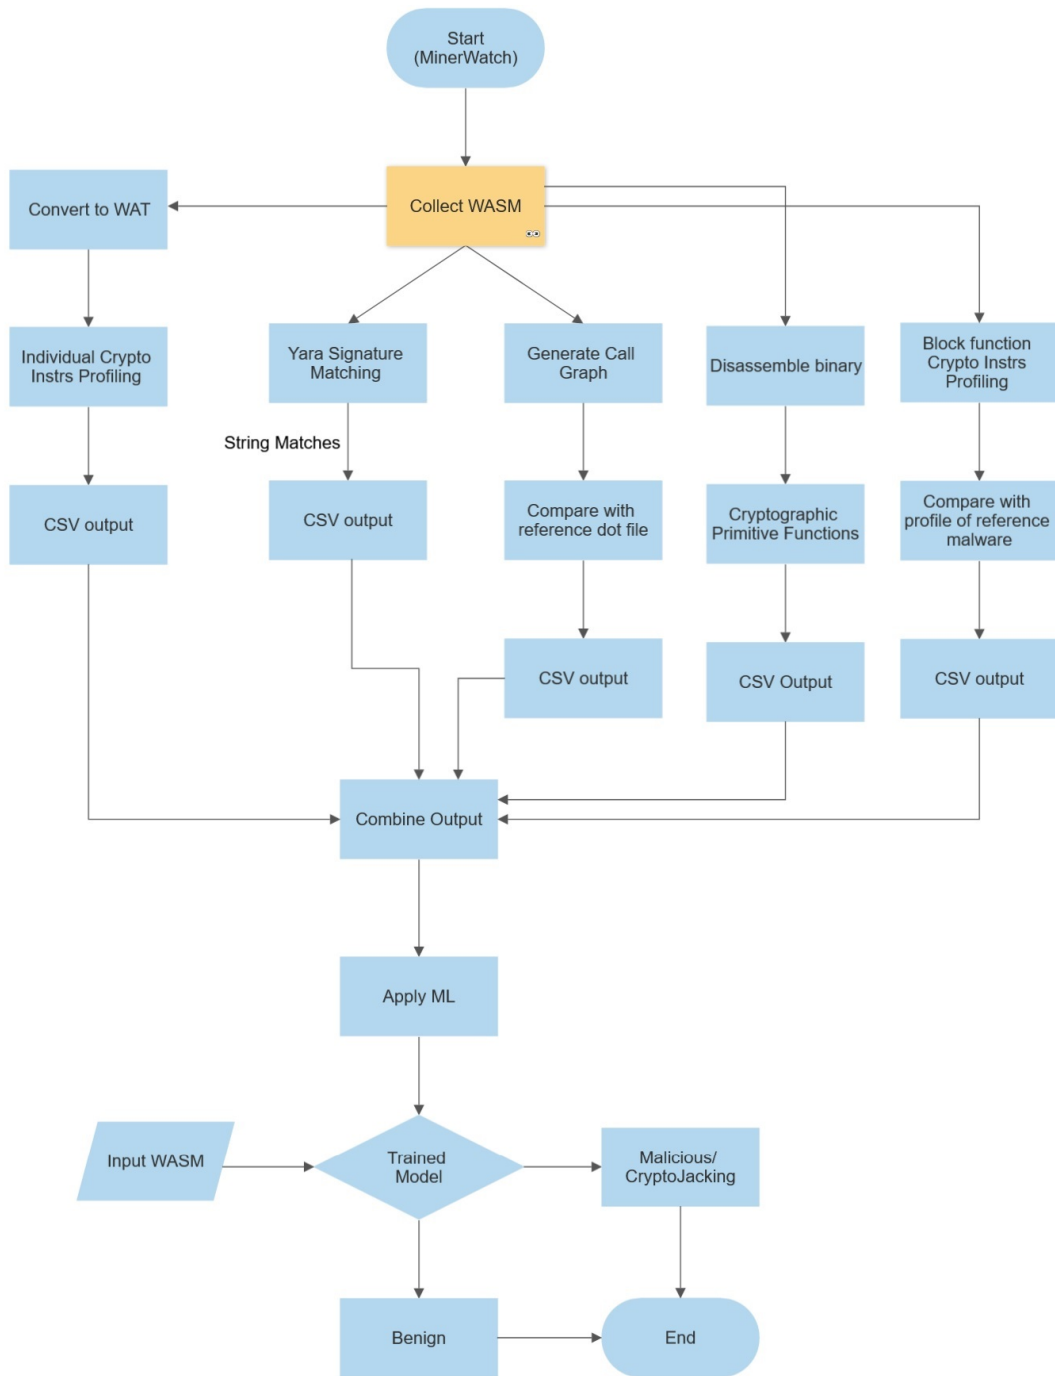 Start
(MinerWatch)
Convert to WAT
Collect WASM
Individual Crypto
Instrs Profiling
Yara Signature
Matching
Generate Call
Graph
Disassemble binary
Block function
Crypto Instrs
Profiling
String Matches
CSV output
CSV output
Compare with
reference dot file
Cryptographic
Primitive Functions
Compare with
profile of reference
malware
CSV output
CSV Output
CSV output
Combine Output
Apply ML
Input WASM
Trained
Model
Malicious/
CryptoJacking
Benign
End